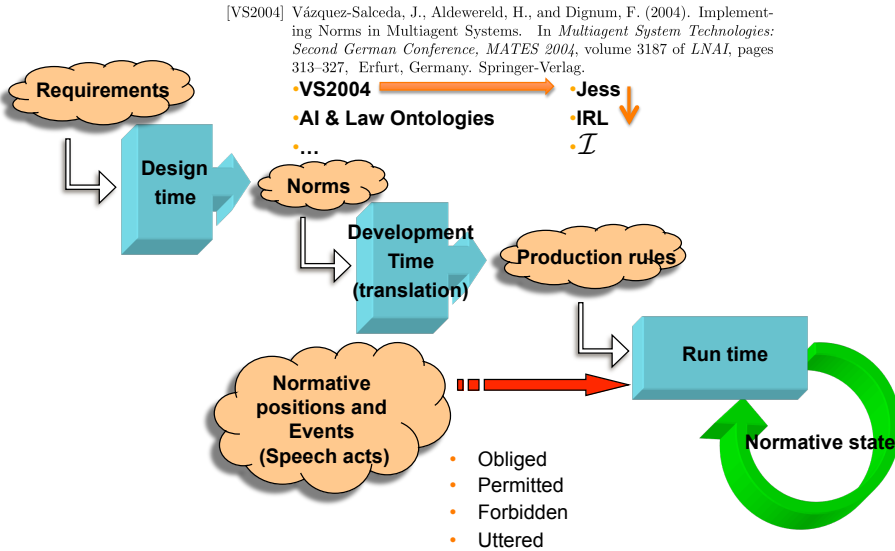 [VS2004] Vázquez-Salceda, J., Aldewereld, H., and Dignum, F. (2004). Implement-
ing Norms in Multiagent Systems. In Multiagent System Technologies:
Second German Conference, MATES 2004, volume 3187 of LNAI, pages
313–327, Erfurt, Germany. Springer-Verlag.
Requirements
•VS2004
•AI & Law Ontologies
•...
•Jess
•IRL
•ℐ
Design
time
Norms
Development
Time
(translation)
Production rules
Run time
Normative
positions and
Events
(Speech acts)
Normative state
• Obliged
• Permitted
• Forbidden
• Uttered